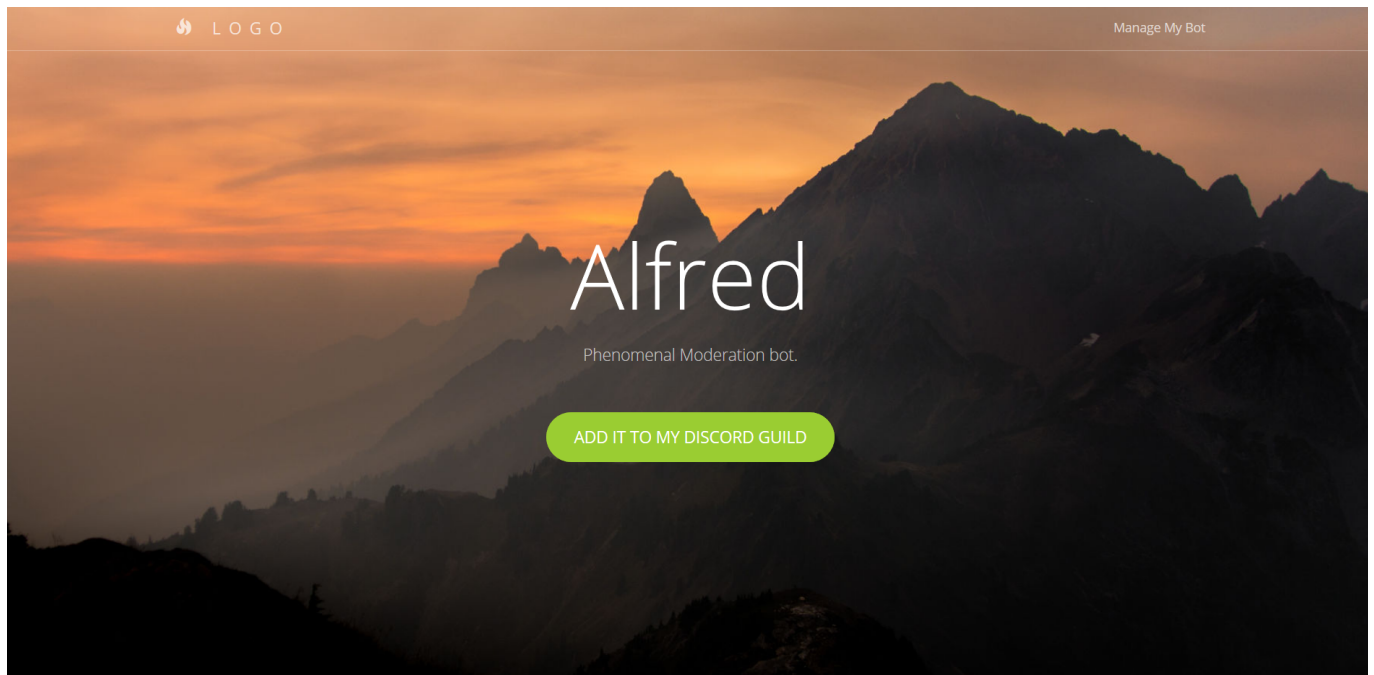 LOGO
Manage My Bot
Alfred
Phenomenal Moderation bot.
ADD IT TO MY DISCORD GUILD